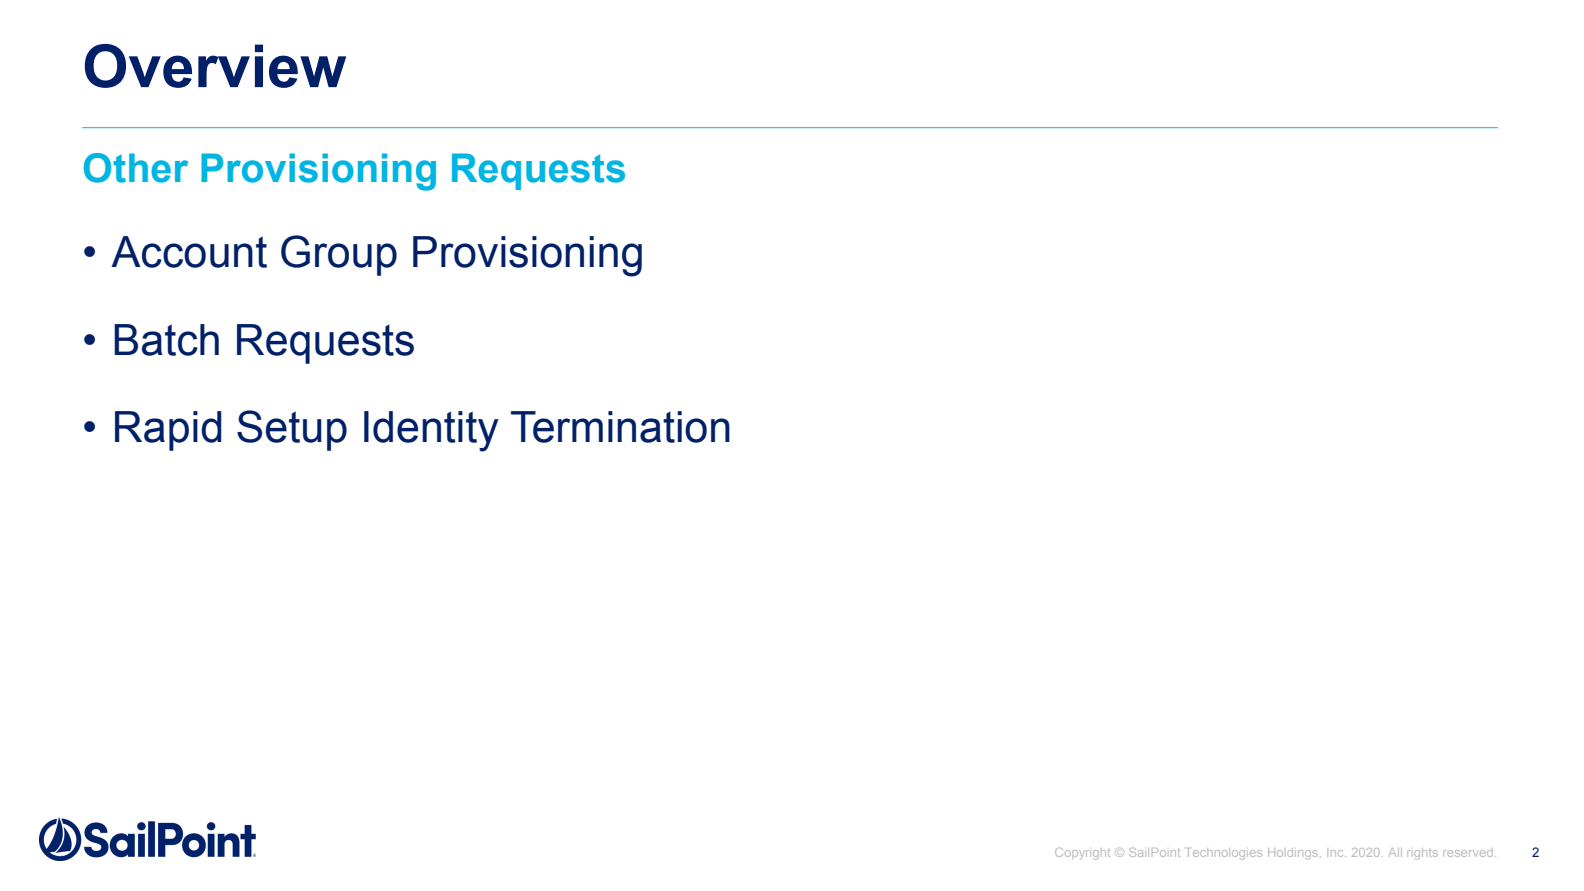 Overview
Other Provisioning Requests
• Account Group Provisioning
• Batch Requests
• Rapid Setup Identity Termination
SailPoint
Copyright © SailPoint Technologies Holdings, Inc. 2020. All rights reserved. 2